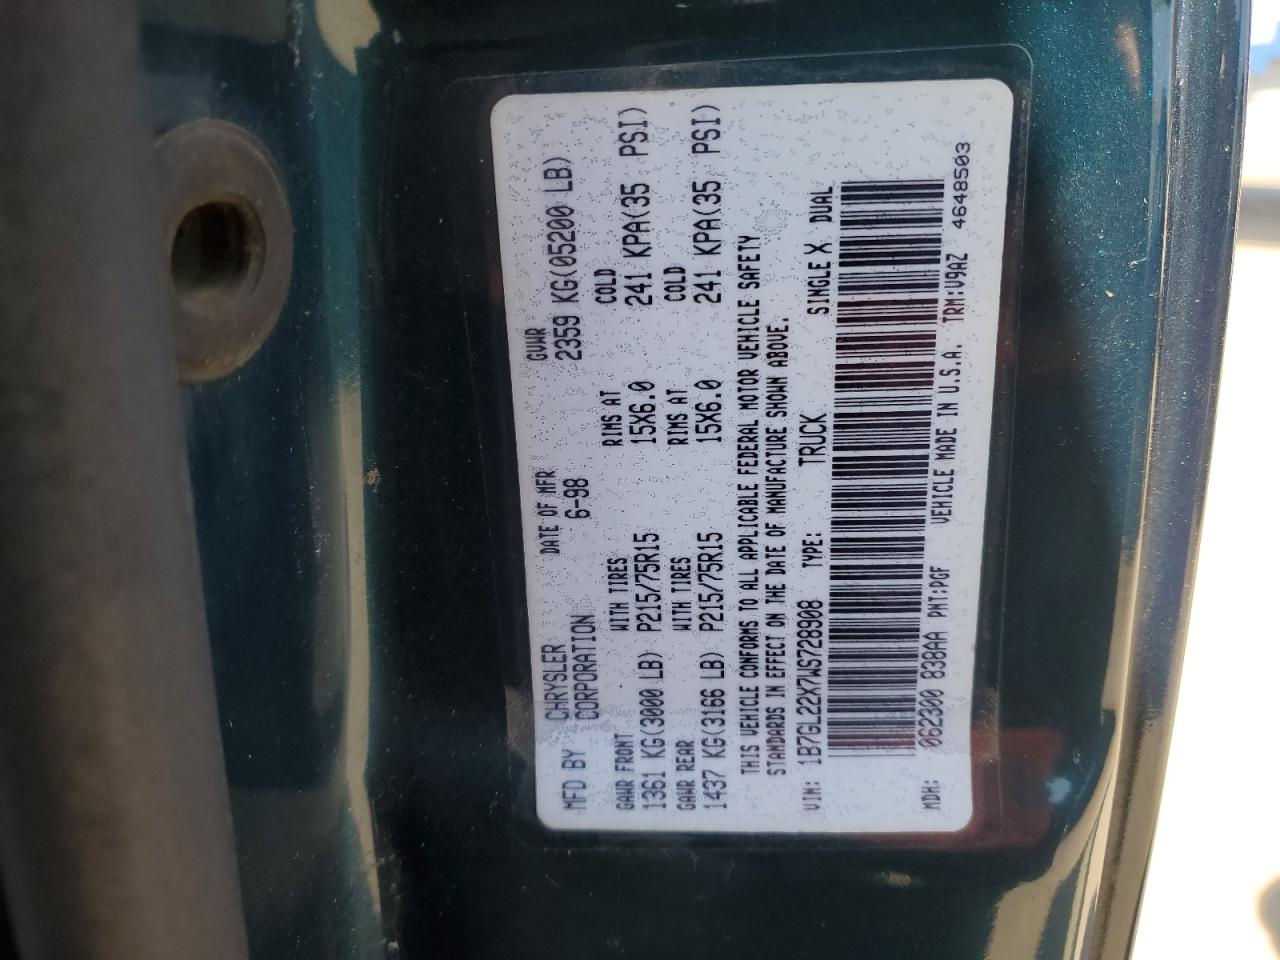 MFD BY CHRYSLER CORPORATION DATE OF MFR 6-98 GVWR 2359 KG(05200 LB)
GAWR FRONT WITH TIRES RIMS AT COLD
1361 KG(3000 LB) P215/75R15 15X6.0 241 KPA(35 PSI)
GAWR REAR WITH TIRES RIMS AT COLD
1437 KG(3166 LB) P215/75R15 15X6.0 241 KPA(35 PSI)
THIS VEHICLE CONFORMS TO ALL APPLICABLE FEDERAL MOTOR VEHICLE SAFETY
STANDARDS IN EFFECT ON THE DATE OF MANUFACTURE SHOWN ABOVE.
VIN: 1B7GL22X7WS728908 TYPE: TRUCK SINGLE X DUAL
MDH: 062300 838AA PNT:PGF VEHICLE MADE IN U.S.A. TRM:V9AZ 4648503